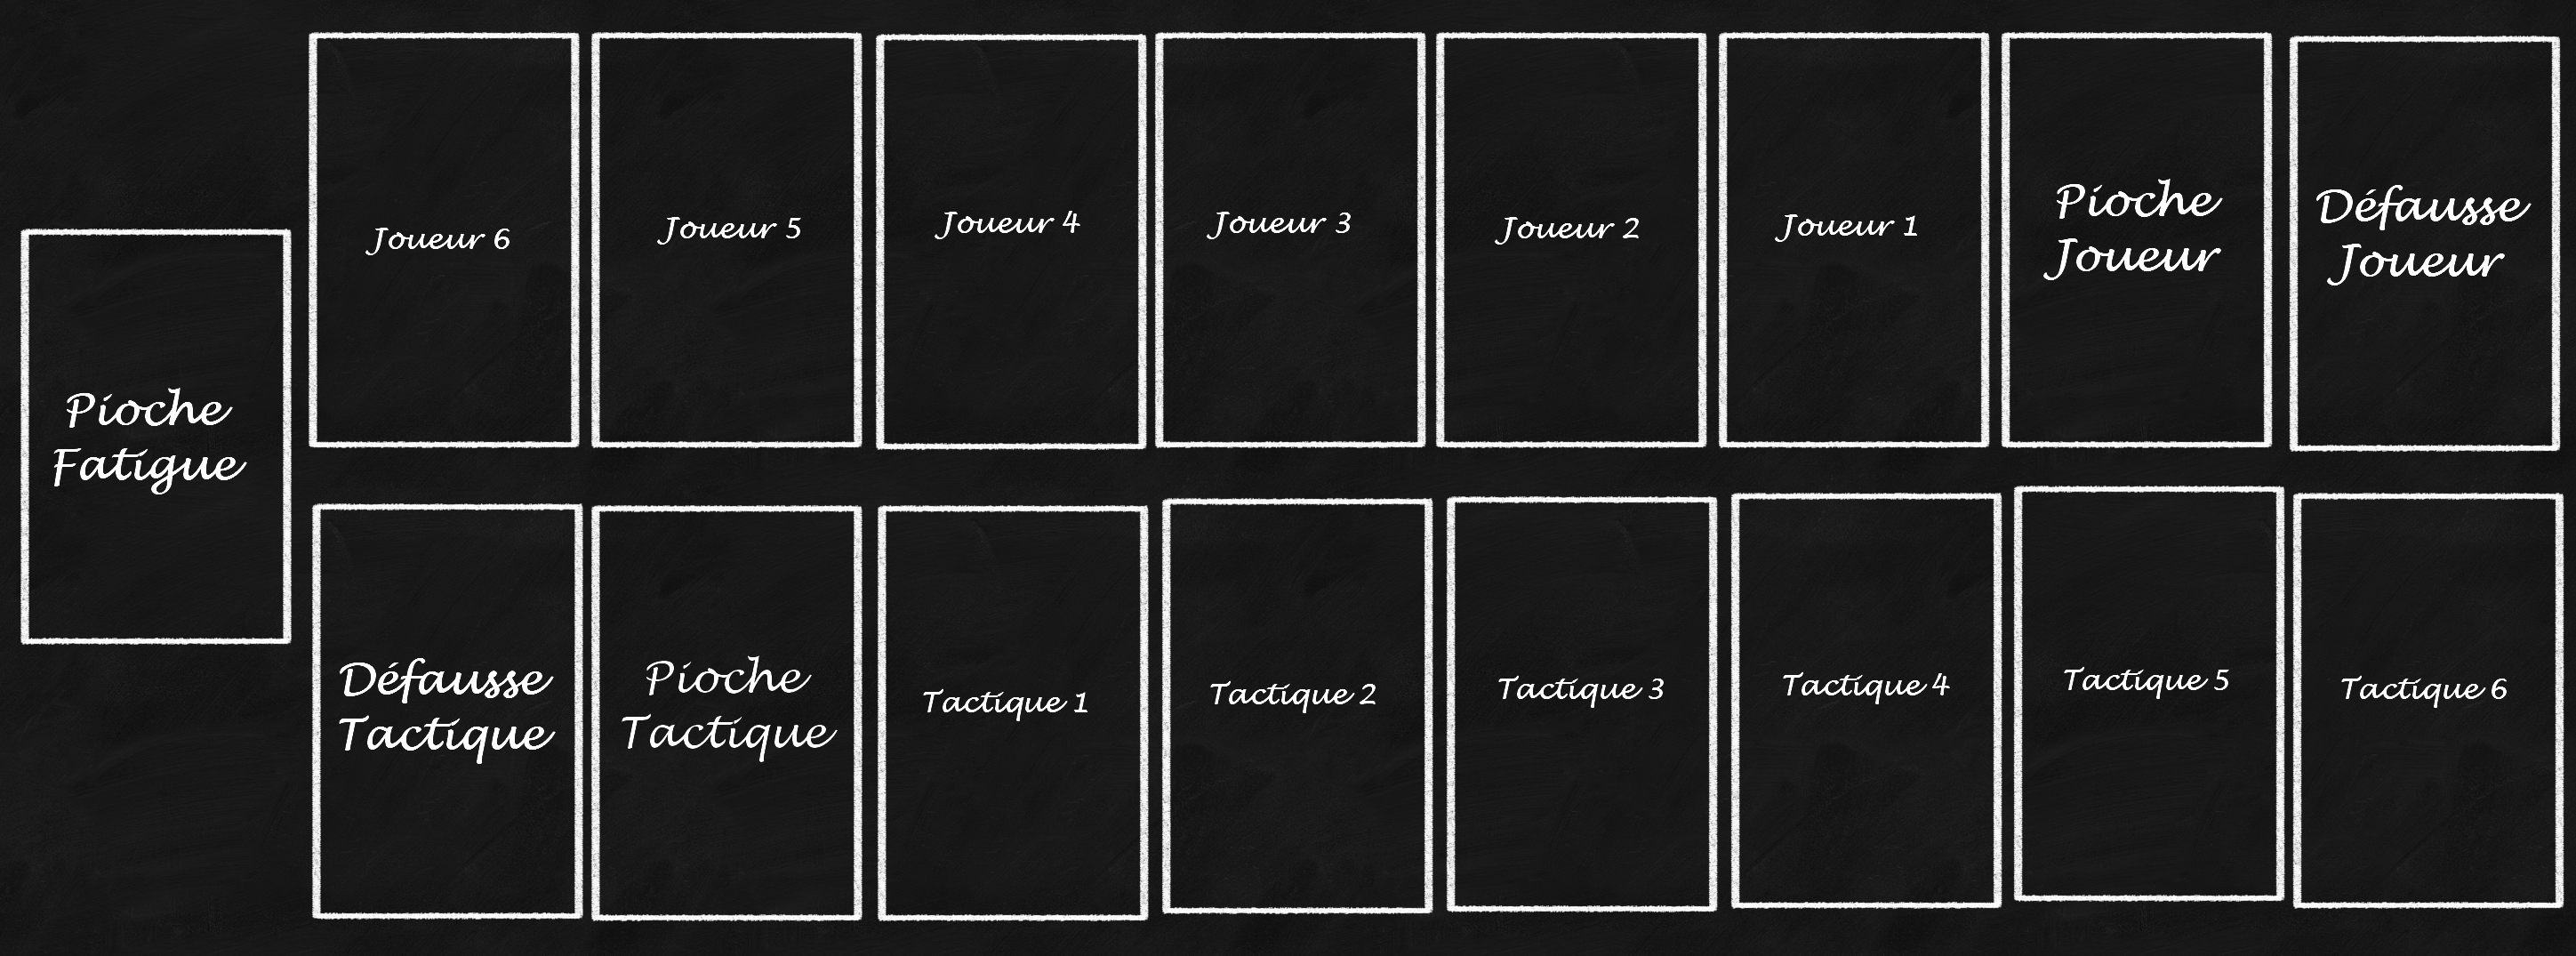 Joueur 6
Joueur 5
Joueur 4
Joueur 3
Joueur 2
Joueur 1
Pioche
Joueur
Défausse
Joueur
Pioche
Fatigue
Défausse
Tactique
Pioche
Tactique
Tactique 1
Tactique 2
Tactique 3
Tactique 4
Tactique 5
Tactique 6